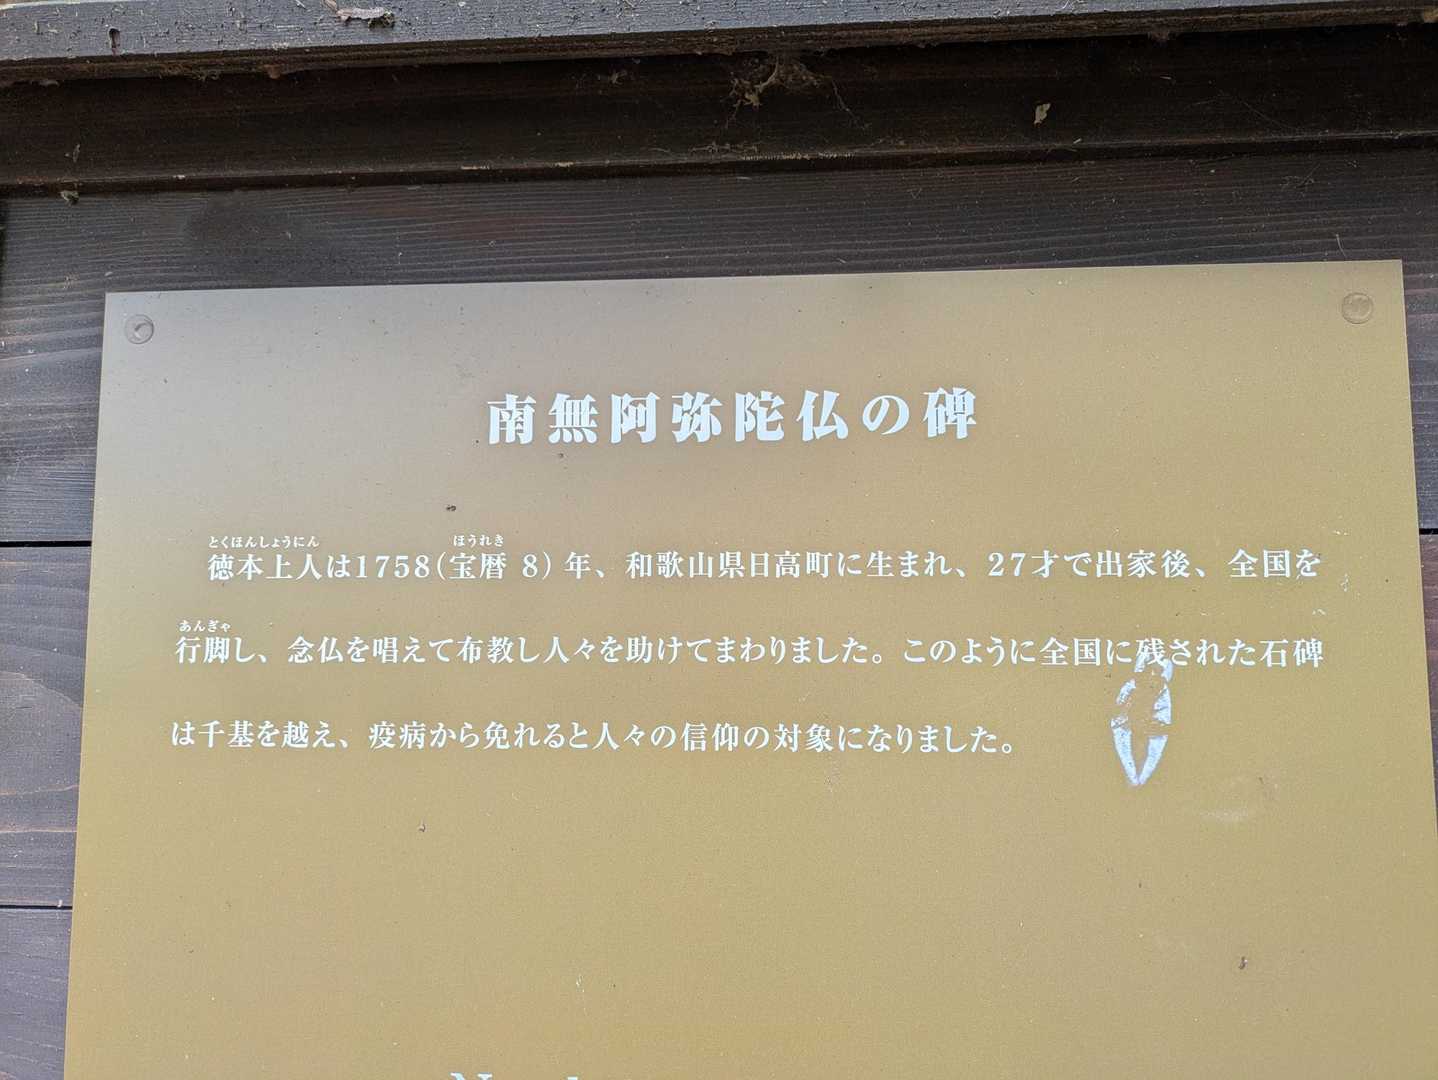 南無阿弥陀仏の碑
とくほんしょうにん ほうれき
徳本上人は1758(宝暦 8) 年、和歌山県日高町に生まれ、27才で出家後、全国を
あんぎゃ
行脚し、念仏を唱えて布教し人々を助けてまわりました。このように全国に残された石碑
は千基を越え、疫病から免れると人々の信仰の対象になりました。